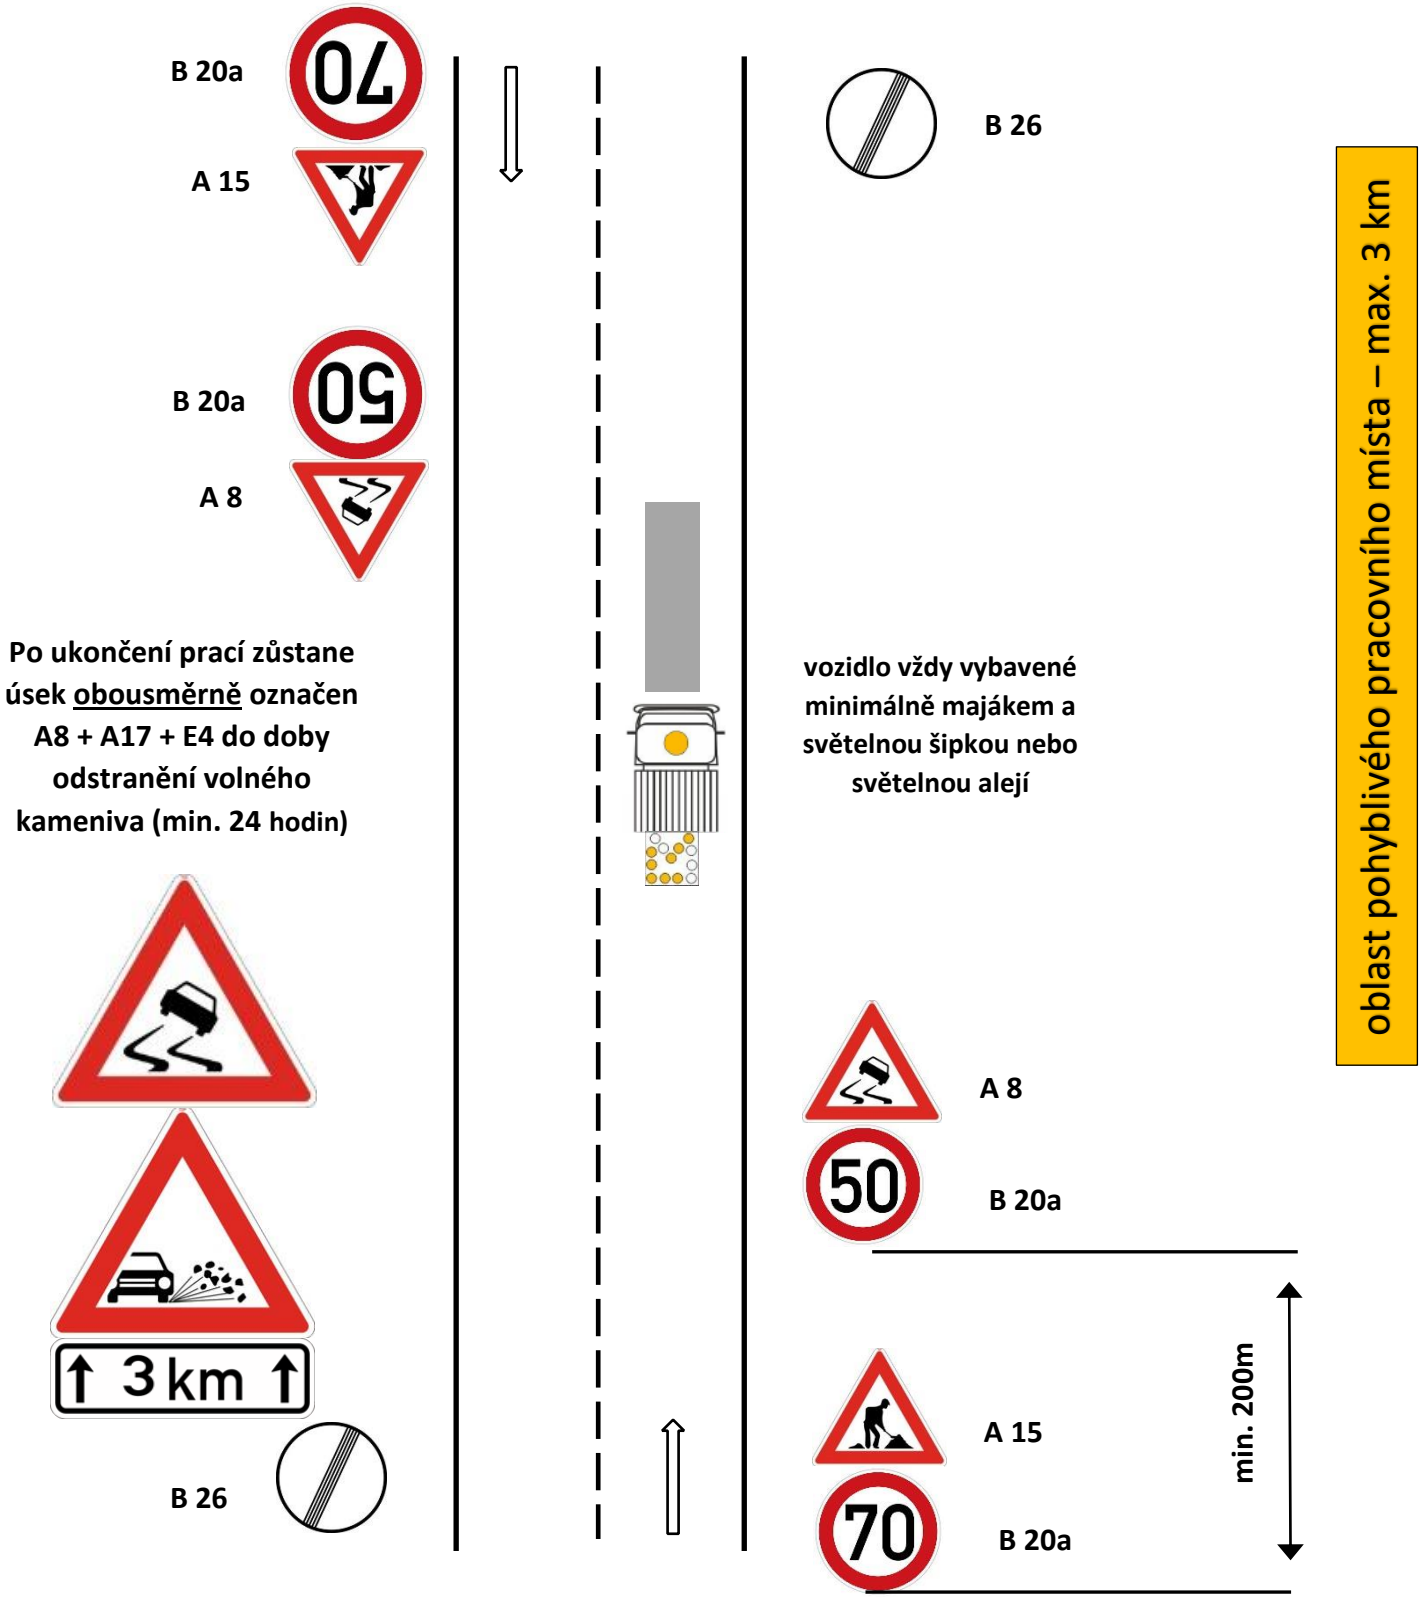 70
B 20a
A 15
B 26
50
B 20a
A 8
Po ukončení prací zůstane
úsek obousměrně označen
A8 + A17 + E4 do doby
odstranění volného
kameniva (min. 24 hodin)
vozidlo vždy vybavené
minimálně majákem a
světelnou šipkou nebo
světelnou alejí
oblast pohyblivého pracovního místa – max. 3 km
A 8
50
B 20a
3 km
min. 200m
A 15
B 26
70
B 20a